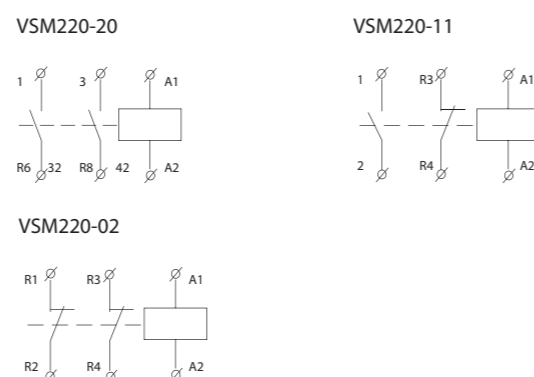 VSM220-20
VSM220-11
1 3 A1
1 R3 A1
R6 32 R8 42 A2
2 R4 A2
VSM220-02
R1 R3 A1
R2 R4 A2